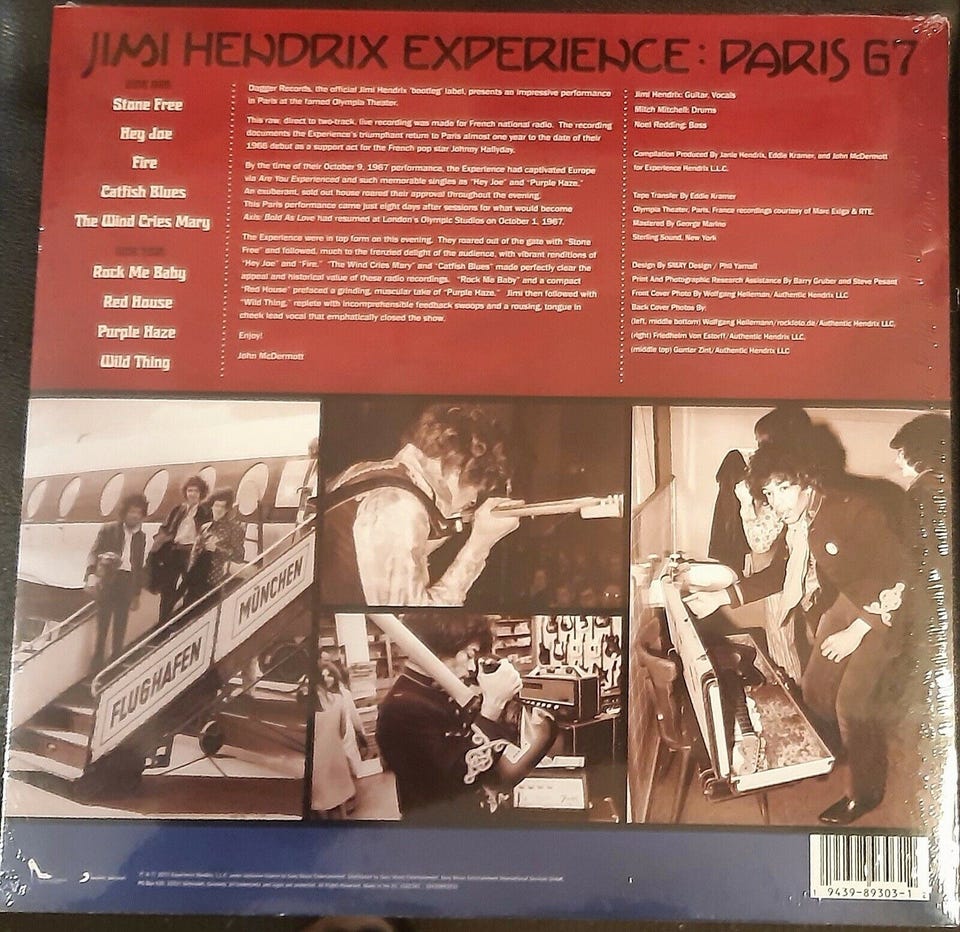 JIMI HENDRIX EXPERIENCE: PARIS 67
SIDE ONE
Stone Free
Hey Joe
Fire
Catfish Blues
The Wind Cries Mary
SIDE TWO
Rock Me Baby
Red House
Purple Haze
Wild Thing
Dagger Records, the official Jimi Hendrix 'bootleg' label, presents an impressive performance
in Paris at the famed Olympia Theater.
This raw, direct to two-track, live recording was made for French national radio. The recording
documents the Experience's triumphant return to Paris almost one year to the date of their
1966 debut as a support act for the French pop star Johnny Hallyday.
By the time of their October 9, 1967 performance, the Experience had captivated Europe
via Are You Experienced and such memorable singles as "Hey Joe" and "Purple Haze."
An exuberant, sold out house roared their approval throughout the evening.
This Paris performance came just eight days after sessions for what would become
Axis: Bold As Love had resumed at London's Olympic Studios on October 1, 1967.
The Experience were in top form on this evening. They roared out of the gate with "Stone
Free" and followed, much to the frenzied delight of the audience, with vibrant renditions of
"Hey Joe" and "Fire." "The Wind Cries Mary" and "Catfish Blues" made perfectly clear the
appeal and historical value of these radio recordings. "Rock Me Baby" and a compact
"Red House" prefaced a grinding, muscular take of "Purple Haze." Jimi then followed with
"Wild Thing," replete with incomprehensible feedback swoops and a rousing, tongue in
cheek lead vocal that emphatically closed the show.
Enjoy!
John McDermott
Jimi Hendrix: Guitar, Vocals
Mitch Mitchell: Drums
Noel Redding: Bass
Compilation Produced By Janie Hendrix, Eddie Kramer, and John McDermott
for Experience Hendrix L.L.C.
Tape Transfer By Eddie Kramer
Olympia Theater, Paris, France recordings courtesy of Marc Exigo & RTE.
Mastered By George Marino
Sterling Sound, New York
Design By SMAY Design / Phil Yarnall
Print And Photographic Research Assistance By Barry Gruber and Steve Pesant
Front Cover Photo By Wolfgang Heilemann/Authentic Hendrix LLC
Back Cover Photos By:
(left, middle bottom) Wolfgang Heilemann/rockfoto.de/Authentic Hendrix LLC,
(right) Friedhelm Von Estorff/Authentic Hendrix LLC,
(middle top) Gunter Zint/Authentic Hendrix LLC
FLUGHAFEN MÜNCHEN
1 9439-89303-1 2